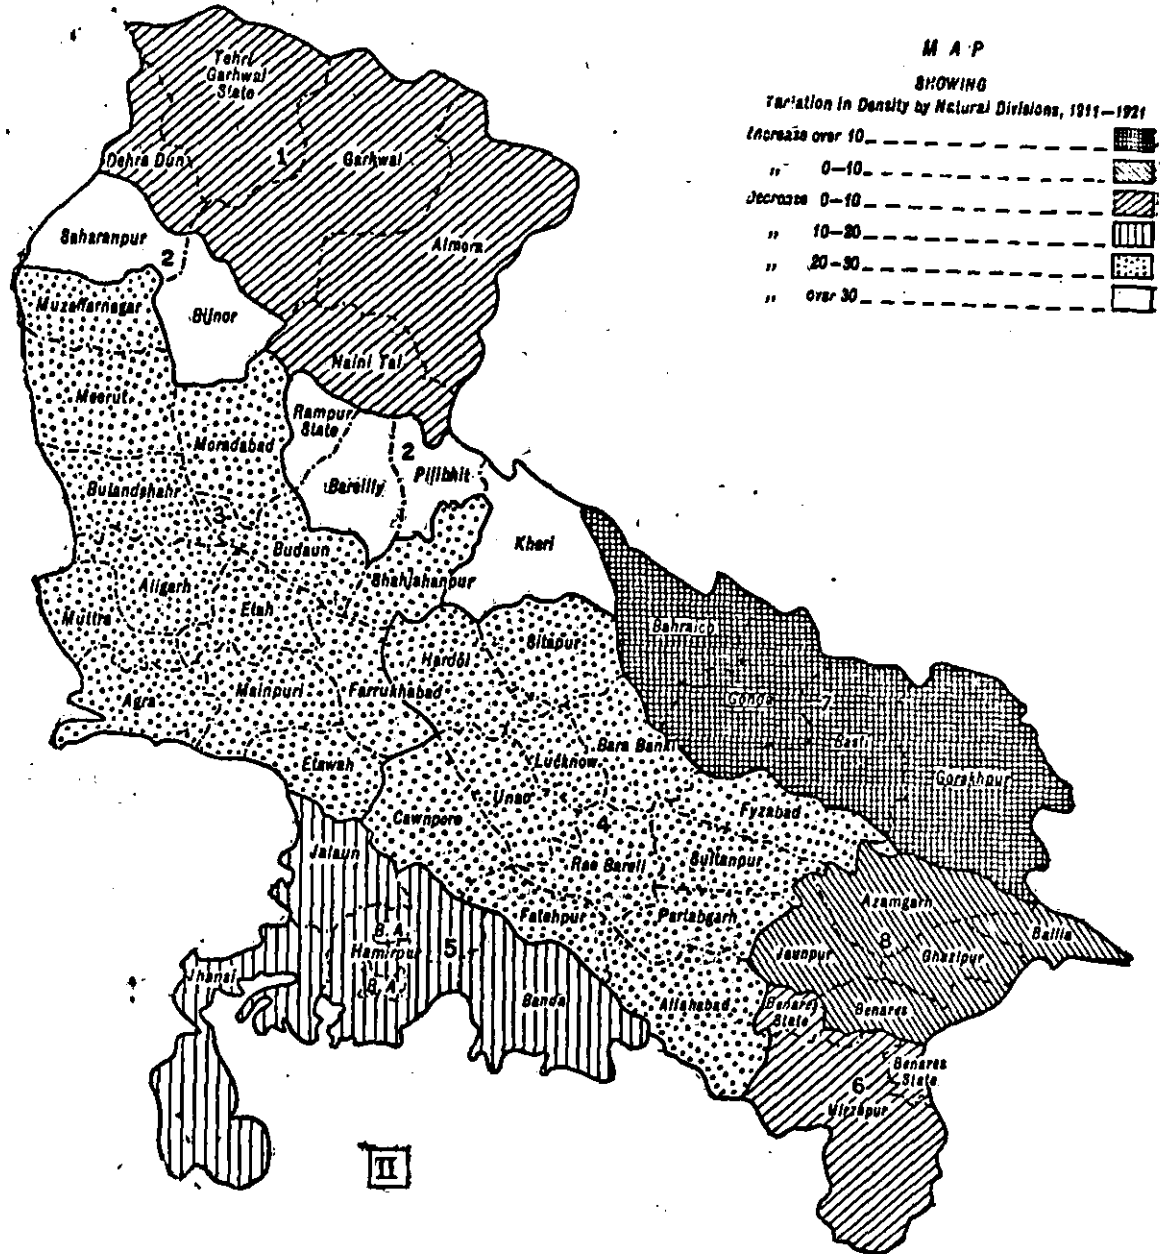 MAP
SHOWING
Variation in Density by Natural Divisions, 1911—1921
Increase over 10
„ 0—10
Decrease 0—10
„ 10—20
„ 20—30
„ over 30
Tehri
Garhwal
State
Dehra Dun
1
Garhwal
Almora
Saharanpur
2
Bijnor
Muzaffarnagar
Naini Tal
Meerut
Rampur
State
Moradabad
2
Pilibhit
Bareilly
Bulandshahr
3
Budaun
Kheri
Shahjahanpur
Aligarh
Etah
Muttra
Bahraich
Sitapur
Hardoi
Mainpuri
Farrukhabad
Agra
Gonda
7
Basti
Bara Banki
Lucknow
Etawah
Gorakhpur
Unao
Fyzabad
Cawnpore
4
Jalaun
Rae Bareli
Sultanpur
Azamgarh
Fatehpur
Partabgarh
B. A.
Hamirpur
5
8
Ballia
Jaunpur
Ghazipur
Jhansi
B. A.
Banda
Allahabad
Benares
State
Benares
Benares
State
6
Mirzapur
II